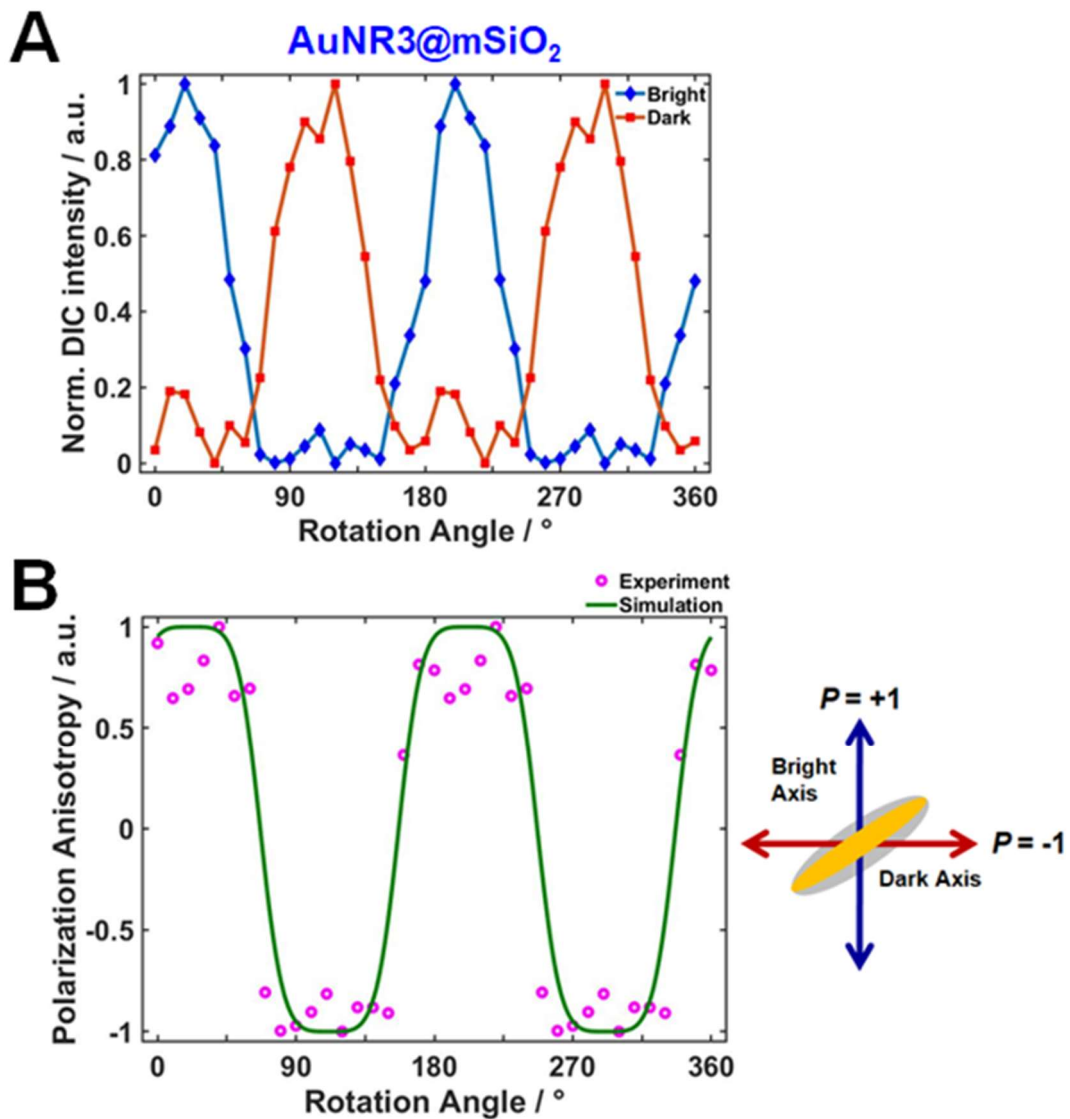 A
AuNR3@mSiO₂
Norm. DIC intensity / a.u.
1
0.8
0.6
0.4
0.2
0
Bright
Dark
0 90 180 270 360
Rotation Angle / °
B
Experiment
Simulation
Polarization Anisotropy / a.u.
1
0.5
0
-0.5
-1
0 90 180 270 360
Rotation Angle / °
P = +1
Bright
Axis
P = -1
Dark Axis